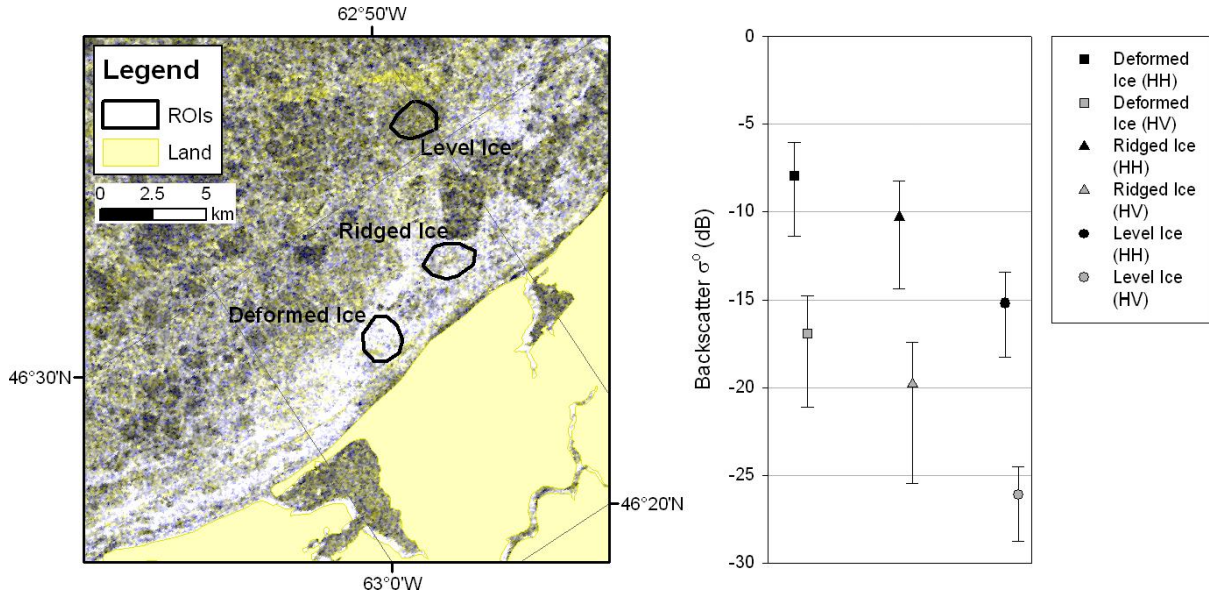 62°50'W
Legend
ROIs
Land
0 2.5 5
km
Level Ice
Ridged Ice
Deformed Ice
46°30'N
46°20'N
63°0'W
Backscatter σ° (dB)
0
-5
-10
-15
-20
-25
-30
Deformed
Ice (HH)
Deformed
Ice (HV)
Ridged Ice
(HH)
Ridged Ice
(HV)
Level Ice
(HH)
Level Ice
(HV)